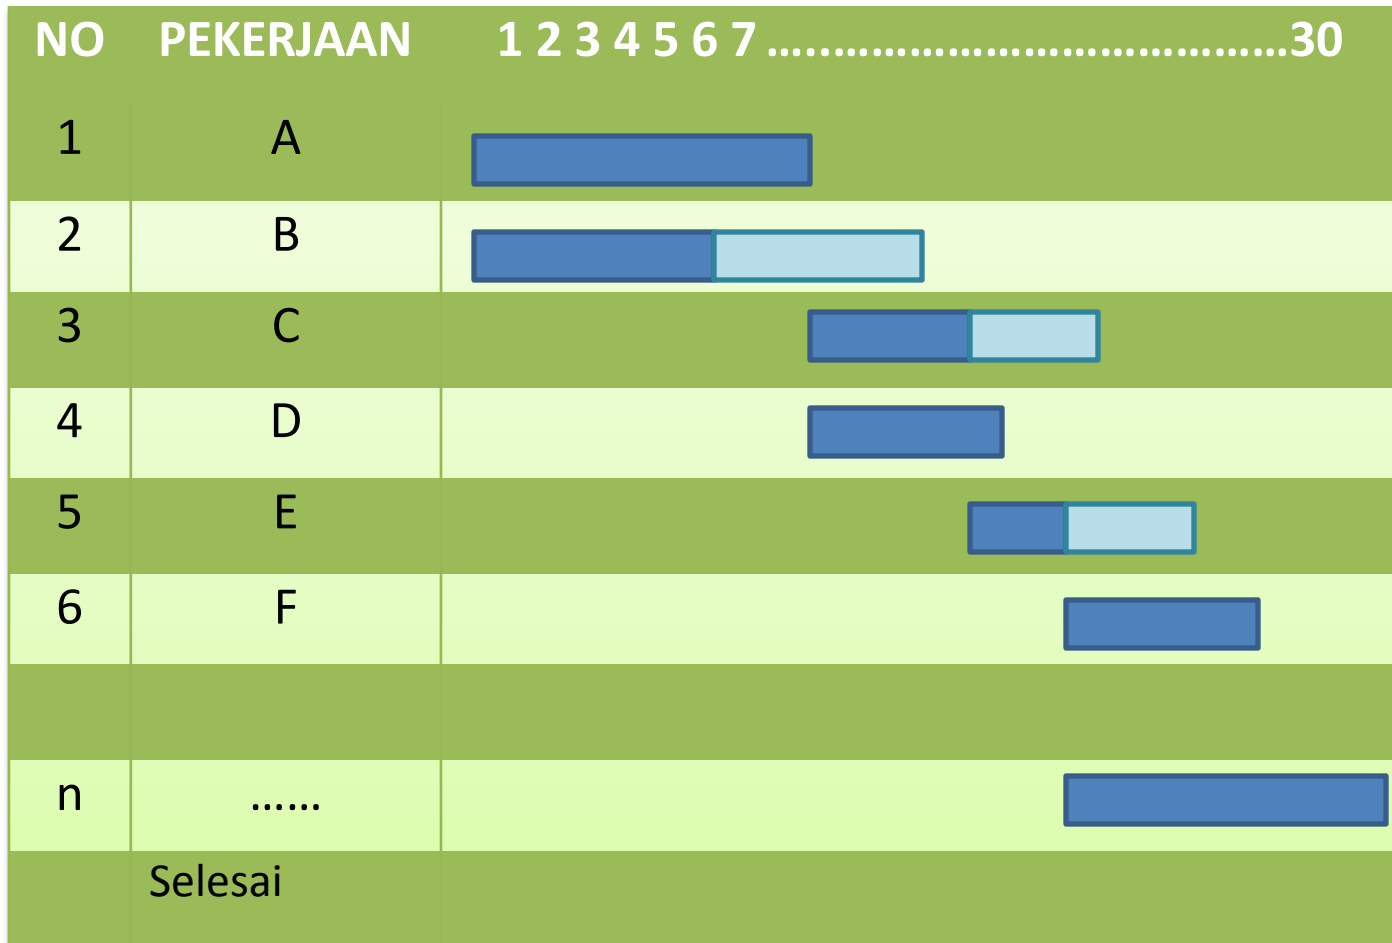 NO PEKERJAAN 1 2 3 4 5 6 7 ………………………………………30
1 A
2 B
3 C
4 D
5 E
6 F
n ……
Selesai